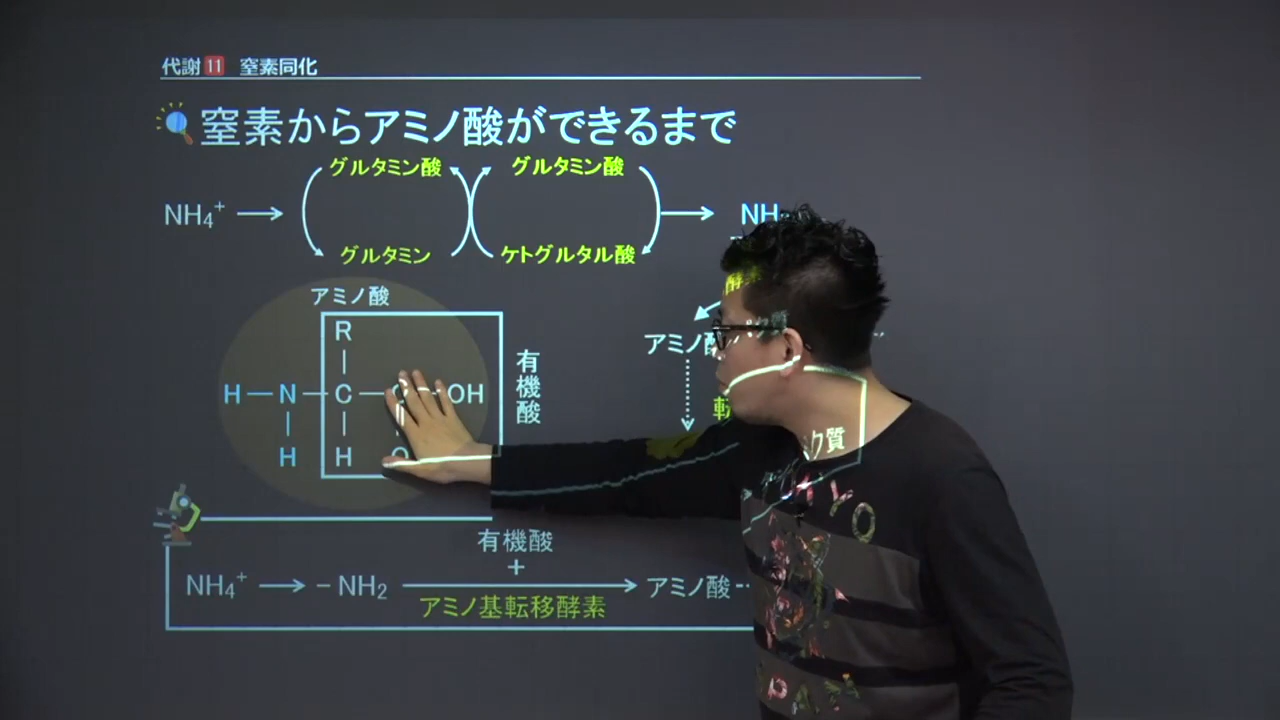 代謝 11 窒素同化
窒素からアミノ酸ができるまで
グルタミン酸 グルタミン酸
NH4+ → → NH
グルタミン ケトグルタル酸
アミノ酸
R
アミノ
有機酸
H－N－C－ OH
H H
ク質
有機酸
+
NH4+ → －NH2 → アミノ酸
アミノ基転移酵素